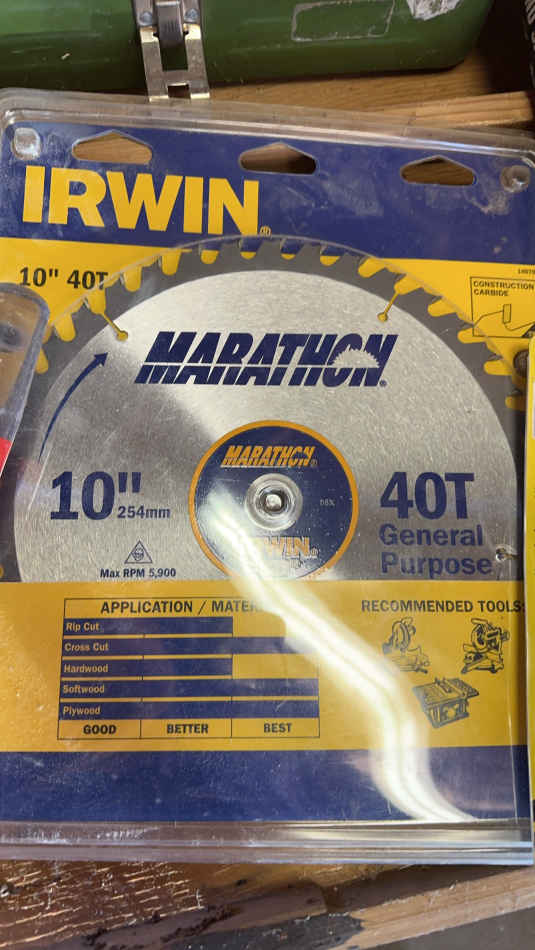 IRWIN®
10" 40T
CONSTRUCTION
CARBIDE
MARATHON®
MARATHON®
10"
254mm
40T
General
Purpose
IRWIN®
Max RPM 5,900
APPLICATION /
RECOMMENDED TOOLS:
Rip Cut
Cross Cut
Hardwood
Softwood
Plywood
GOOD BETTER BEST